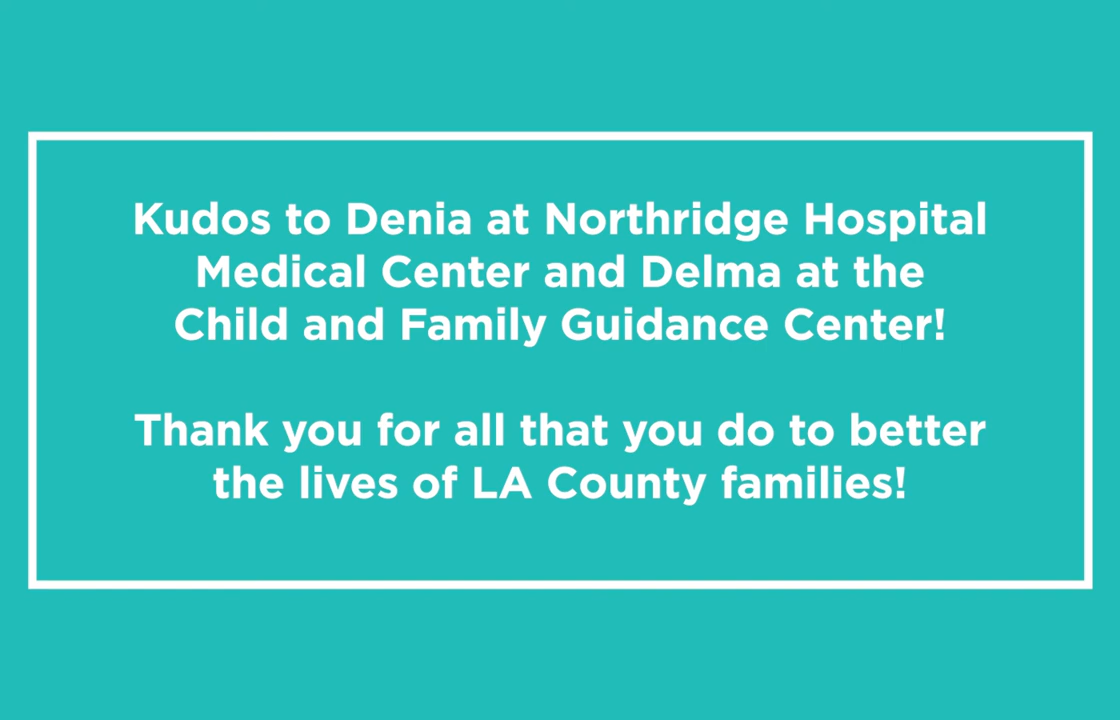 Kudos to Denia at Northridge Hospital
Medical Center and Delma at the
Child and Family Guidance Center!
Thank you for all that you do to better
the lives of LA County families!